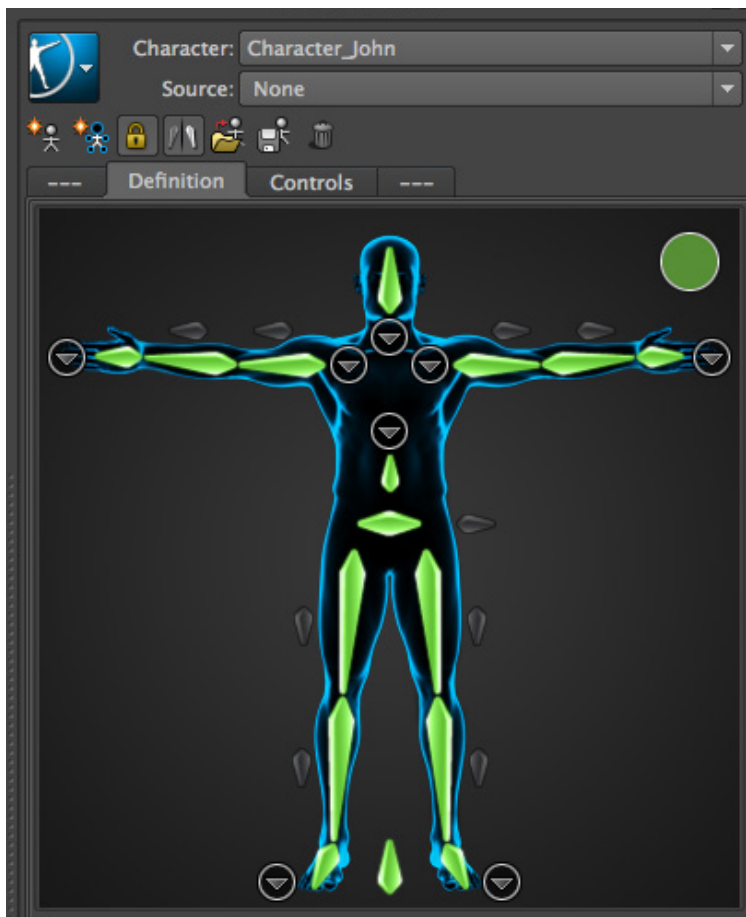 Character: Character_John
Source: None
--- Definition Controls ---